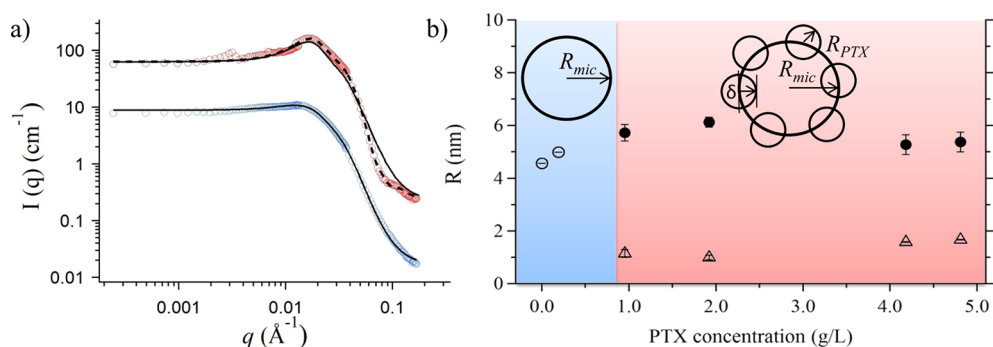 a)
I (q) (cm⁻¹)
100
10
1
0.1
0.01
0.001
0.01
0.1
q (Å⁻¹)
b)
R (nm)
10
8
6
4
2
0
0.0
1.0
2.0
3.0
4.0
5.0
PTX concentration (g/L)
R_mic
R_PTX
R_mic
δ